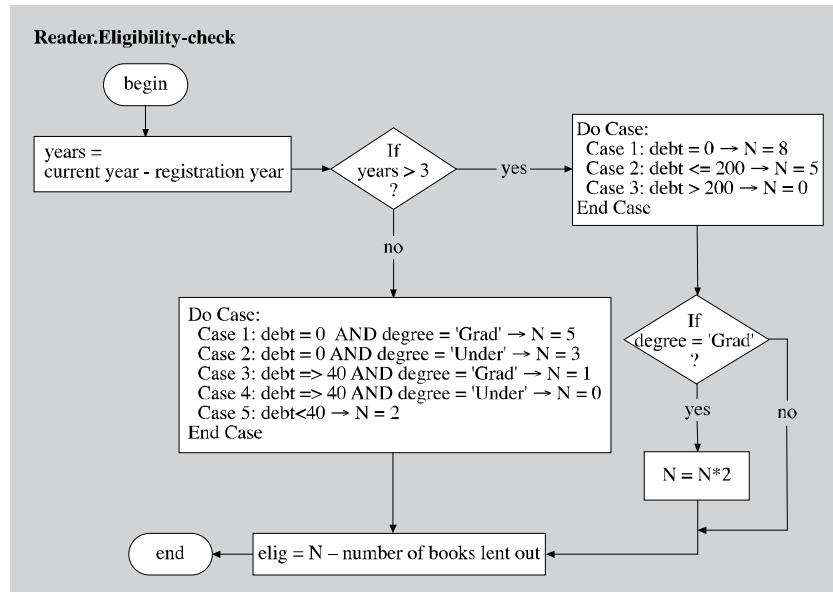 Reader.Eligibility-check
begin
years =
current year - registration year
If
years > 3
?
yes
Do Case:
Case 1: debt = 0 → N = 8
Case 2: debt <= 200 → N = 5
Case 3: debt > 200 → N = 0
End Case
no
Do Case:
Case 1: debt = 0 AND degree = 'Grad' → N = 5
Case 2: debt = 0 AND degree = 'Under' → N = 3
Case 3: debt => 40 AND degree = 'Grad' → N = 1
Case 4: debt => 40 AND degree = 'Under' → N = 0
Case 5: debt<40 → N = 2
End Case
If
degree = 'Grad'
?
yes
no
N = N*2
elig = N – number of books lent out
end